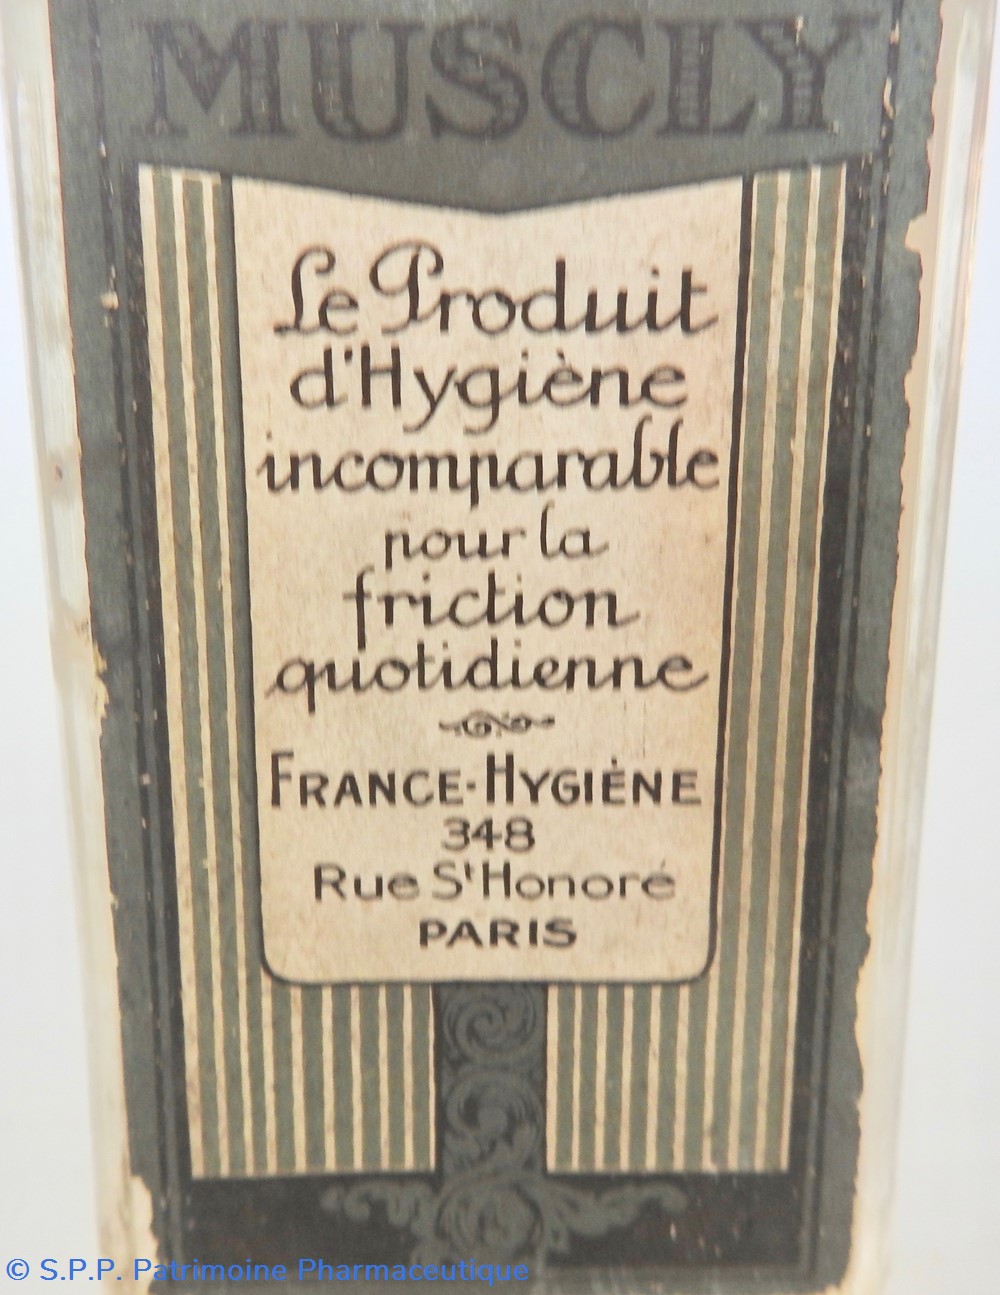 MUSCLY
Le Produit
d'Hygiène
incomparable
pour la
friction
quotidienne
FRANCE-HYGIÈNE
348
Rue St Honoré
PARIS
© S.P.P. Patrimoine Pharmaceutique